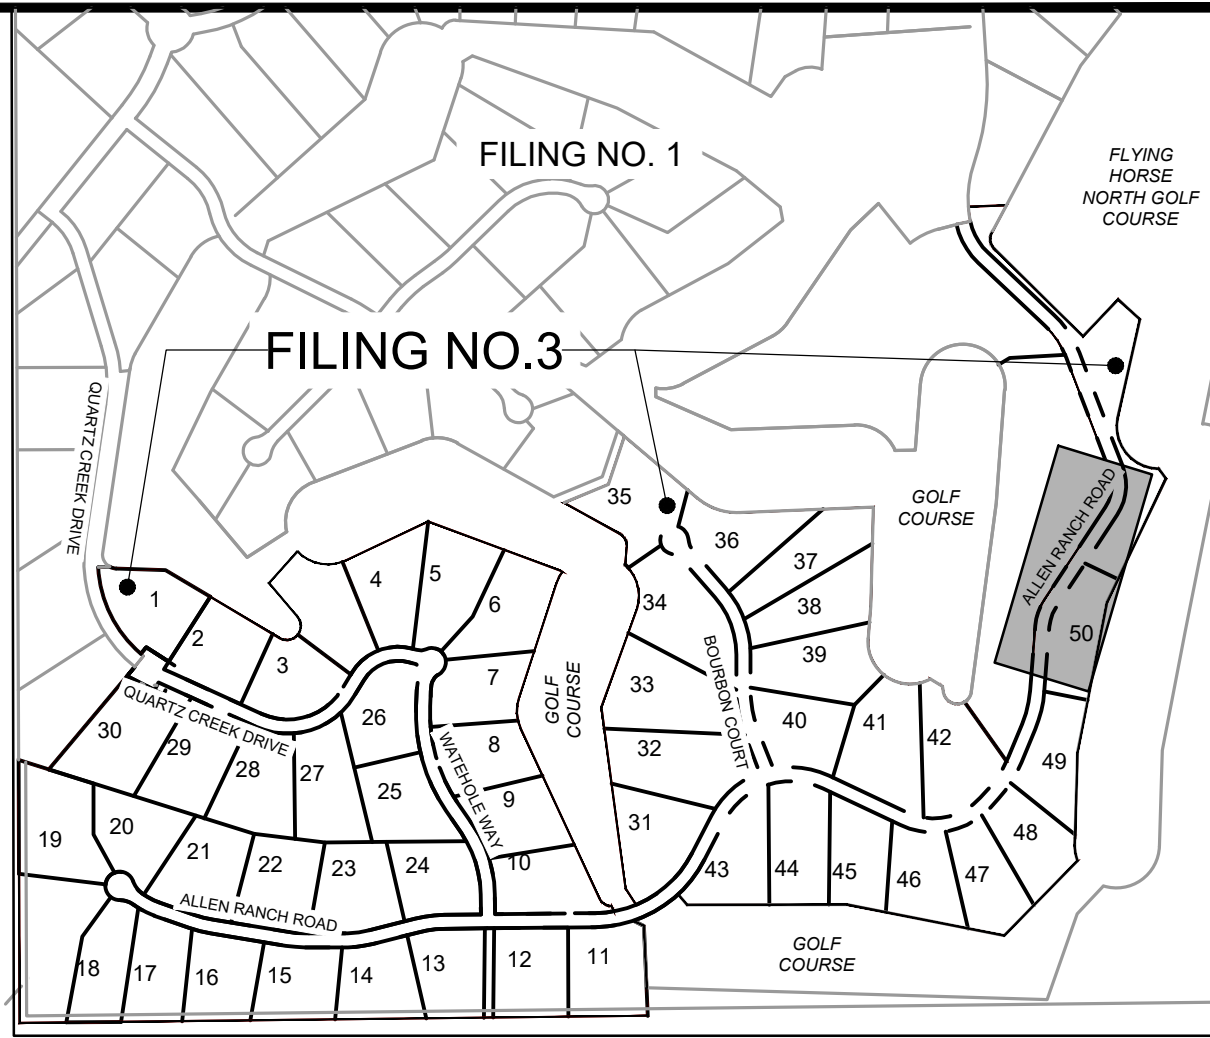 FILING NO. 1
FLYING
HORSE
NORTH GOLF
COURSE
FILING NO.3
QUARTZ CREEK DRIVE
GOLF
COURSE
ALLEN RANCH ROAD
35
36
37
38
39
34
33
32
31
50
1
2
3
4
5
6
7
8
9
10
GOLF
COURSE
BOURBON COURT
QUARTZ CREEK DRIVE
WATEHOLE WAY
30
29
28
27
26
25
40
41
42
49
48
47
46
45
44
43
19
20
21
22
23
24
ALLEN RANCH ROAD
18
17
16
15
14
13
12
11
GOLF
COURSE